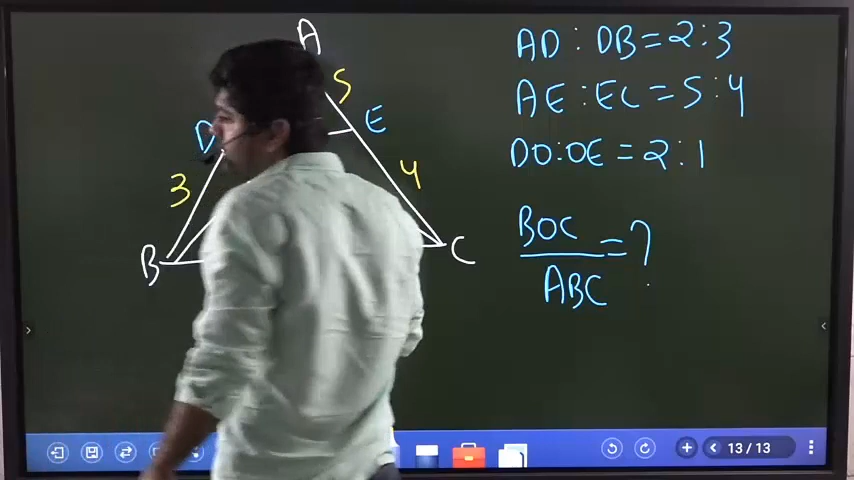 A
5
D
E
3
4
B
C
AD : DB = 2 : 3
AE : EC = 5 : 4
DO : OE = 2 : 1
BOC
ABC
= ?
13 / 13